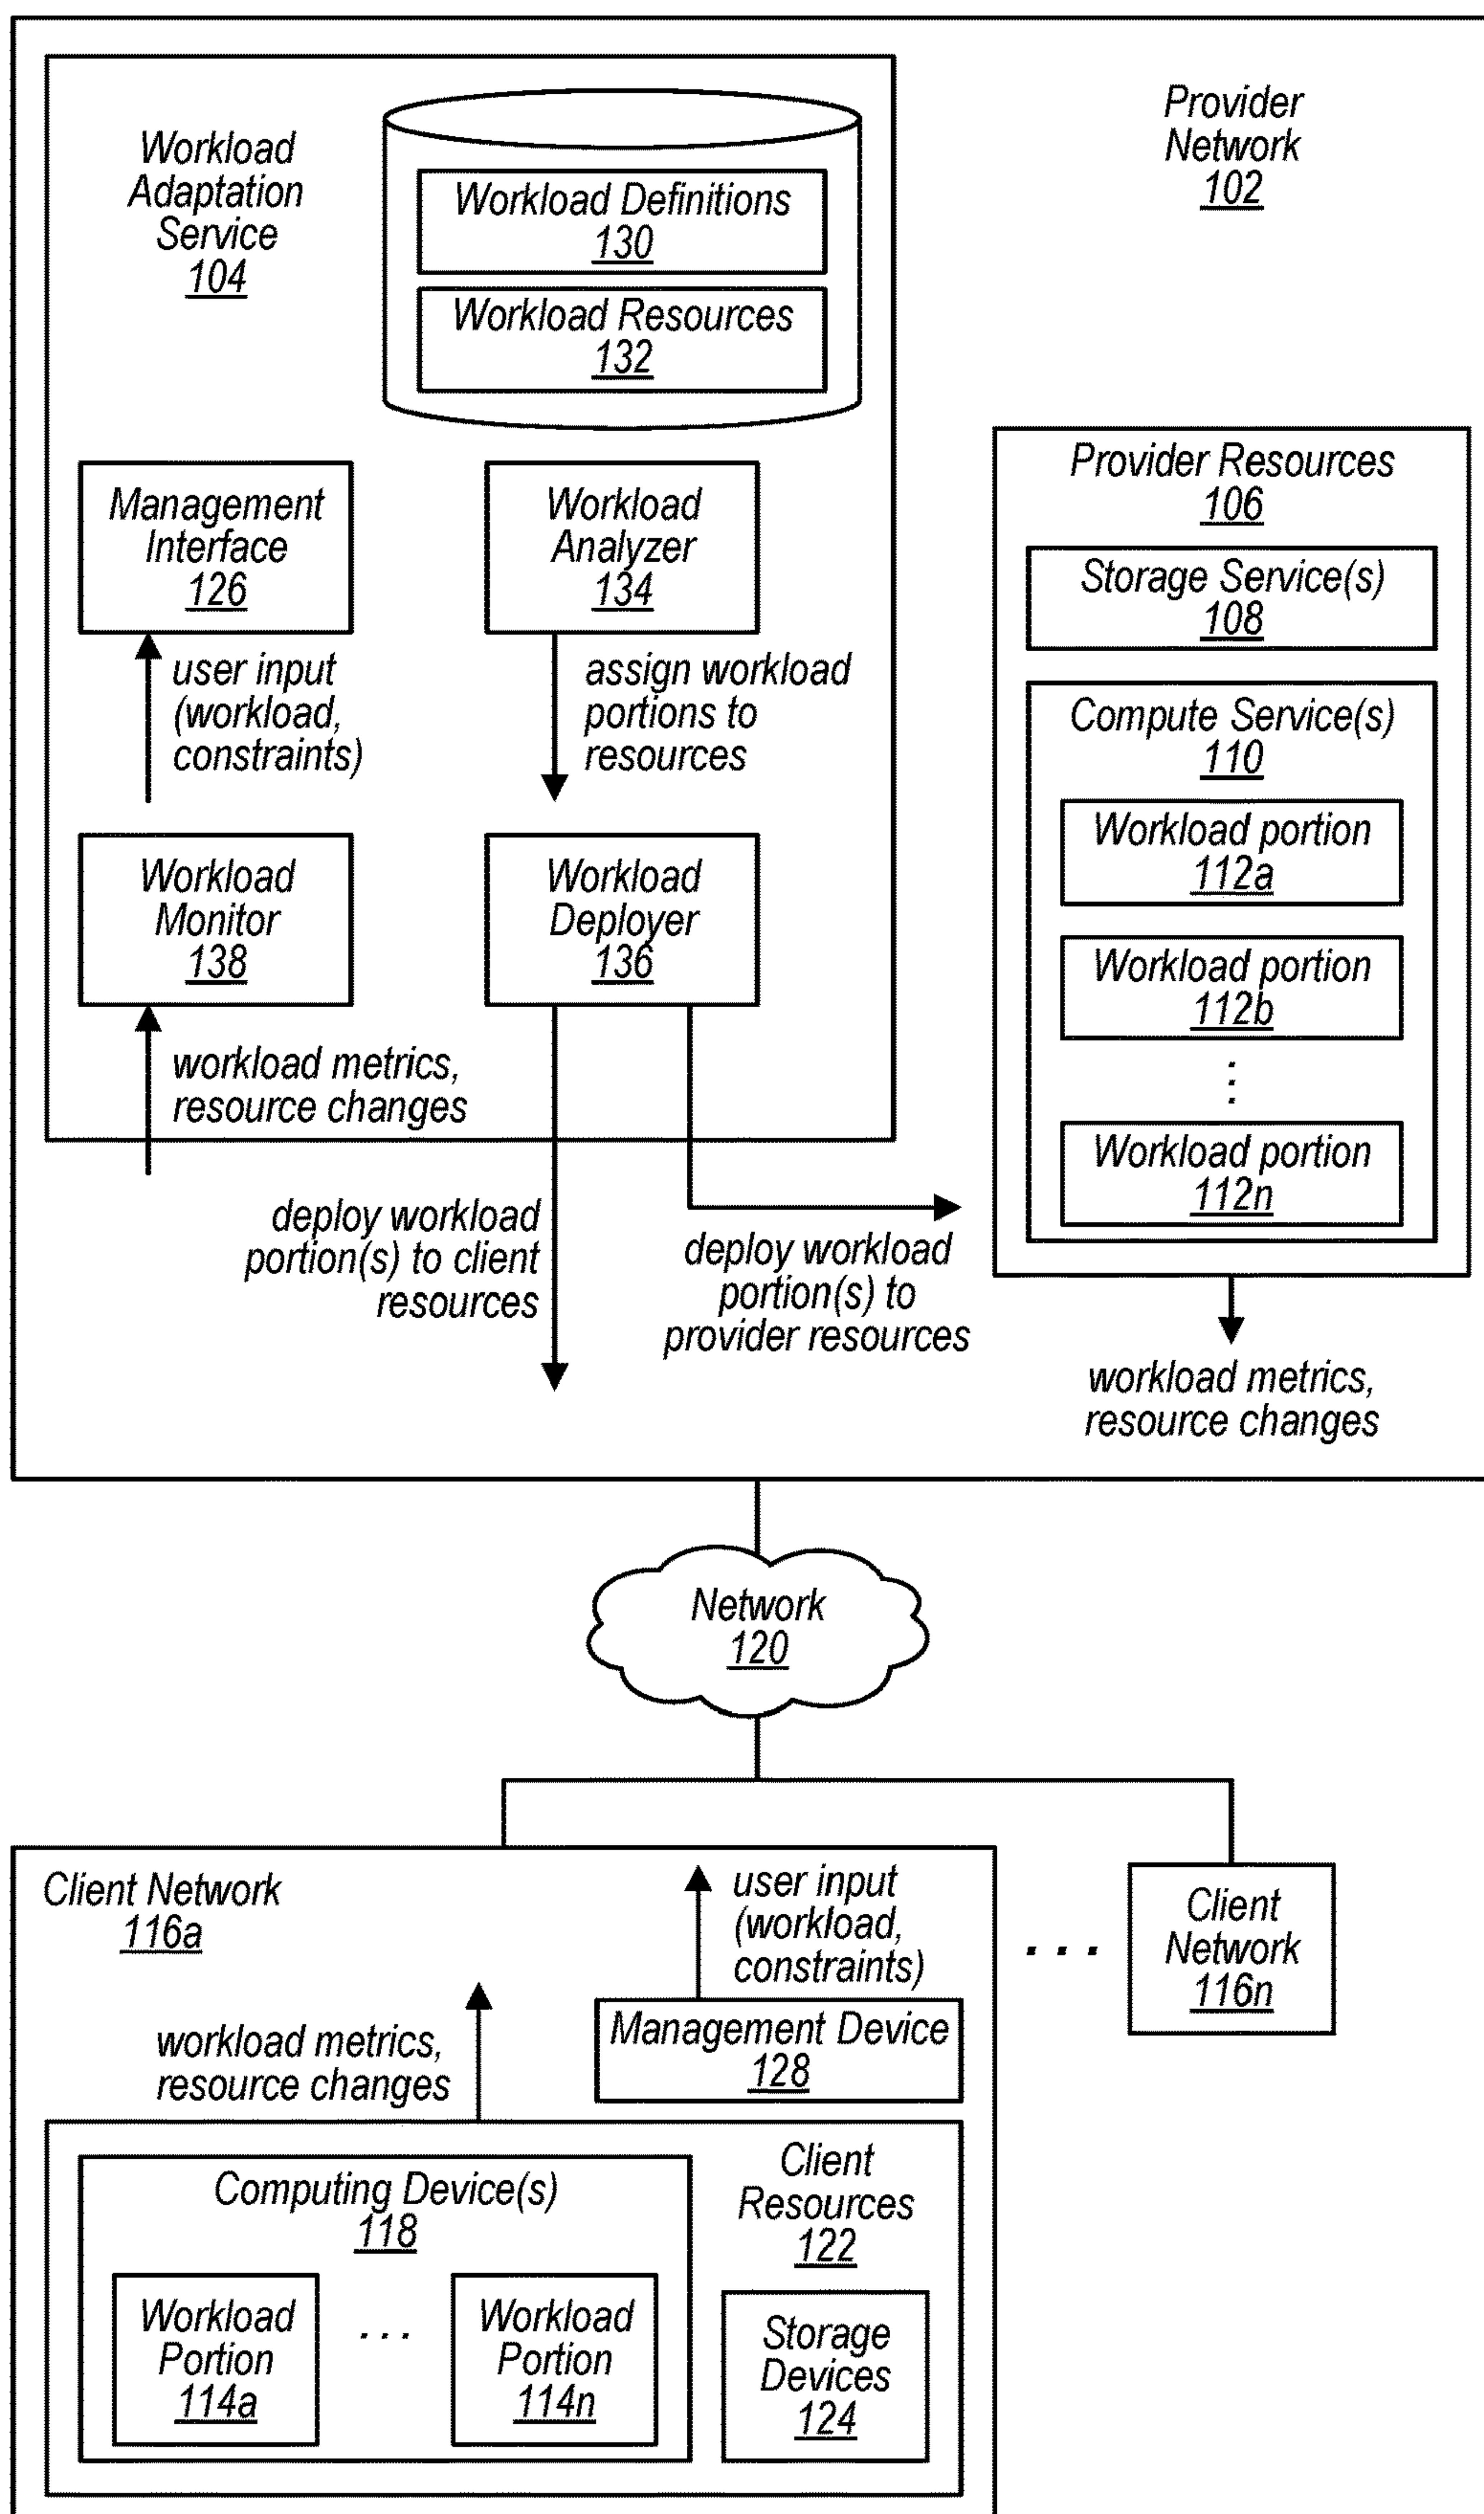 Provider
Network
102
Workload
Adaptation
Service
104
Workload Definitions
130
Workload Resources
132
Management
Interface
126
Workload
Analyzer
134
user input
(workload,
constraints)
assign workload
portions to
resources
Workload
Monitor
138
Workload
Deployer
136
workload metrics,
resource changes
deploy workload
portion(s) to client
resources
deploy workload
portion(s) to
provider resources
Provider Resources
106
Storage Service(s)
108
Compute Service(s)
110
Workload portion
112a
Workload portion
112b
⋮
Workload portion
112n
workload metrics,
resource changes
Network
120
Client Network
116a
user input
(workload,
constraints)
. . .
Client
Network
116n
workload metrics,
resource changes
Management Device
128
Computing Device(s)
118
Workload
Portion
114a
. . .
Workload
Portion
114n
Client
Resources
122
Storage
Devices
124